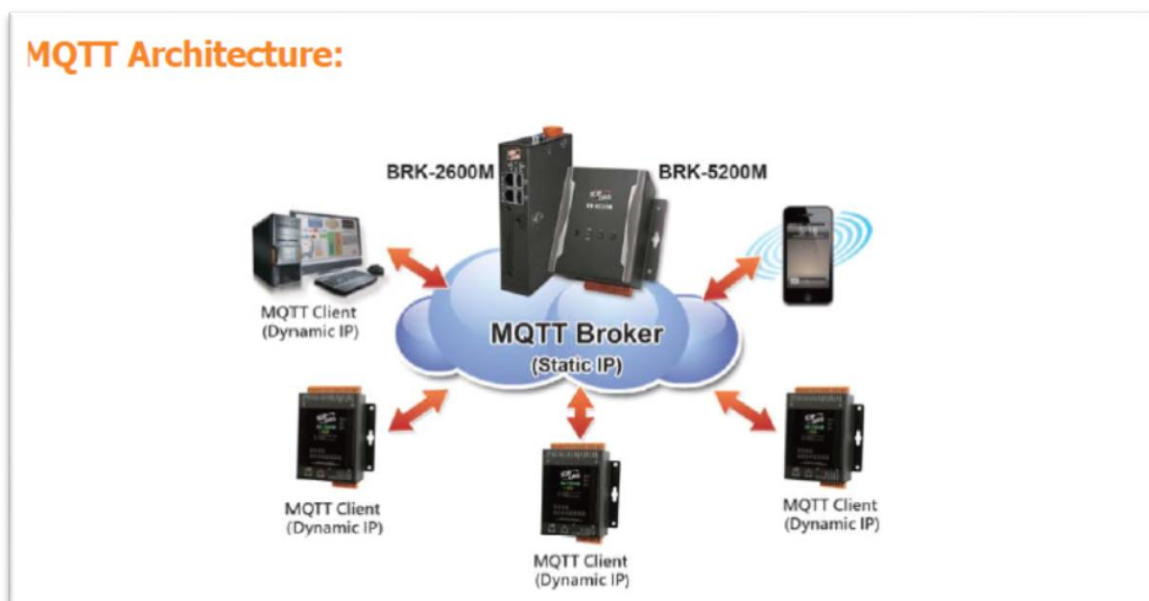 MQTT Architecture:
BRK-2600M
BRK-5200M
MQTT Client
(Dynamic IP)
MQTT Broker
(Static IP)
MQTT Client
(Dynamic IP)
MQTT Client
(Dynamic IP)
MQTT Client
(Dynamic IP)